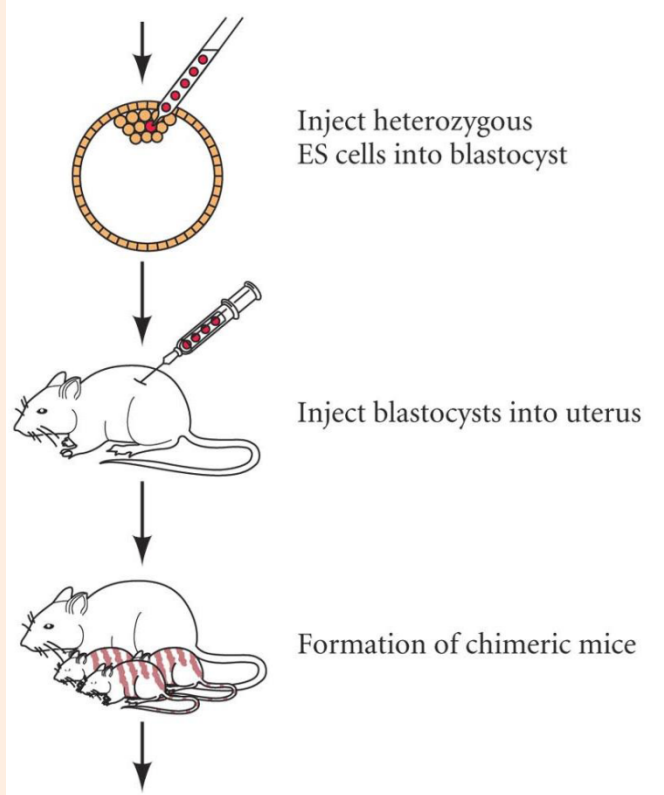 Inject heterozygous
ES cells into blastocyst
Inject blastocysts into uterus
Formation of chimeric mice